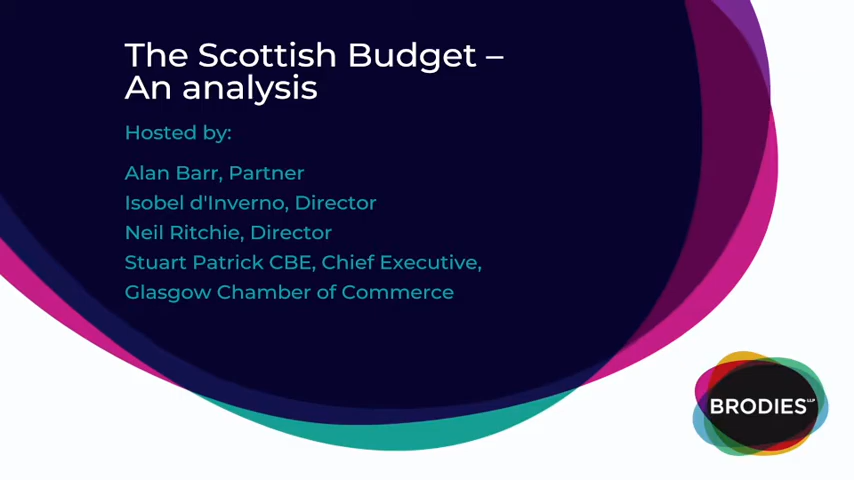 The Scottish Budget –
An analysis
Hosted by:
Alan Barr, Partner
Isobel d'Inverno, Director
Neil Ritchie, Director
Stuart Patrick CBE, Chief Executive,
Glasgow Chamber of Commerce
BRODIES LLP